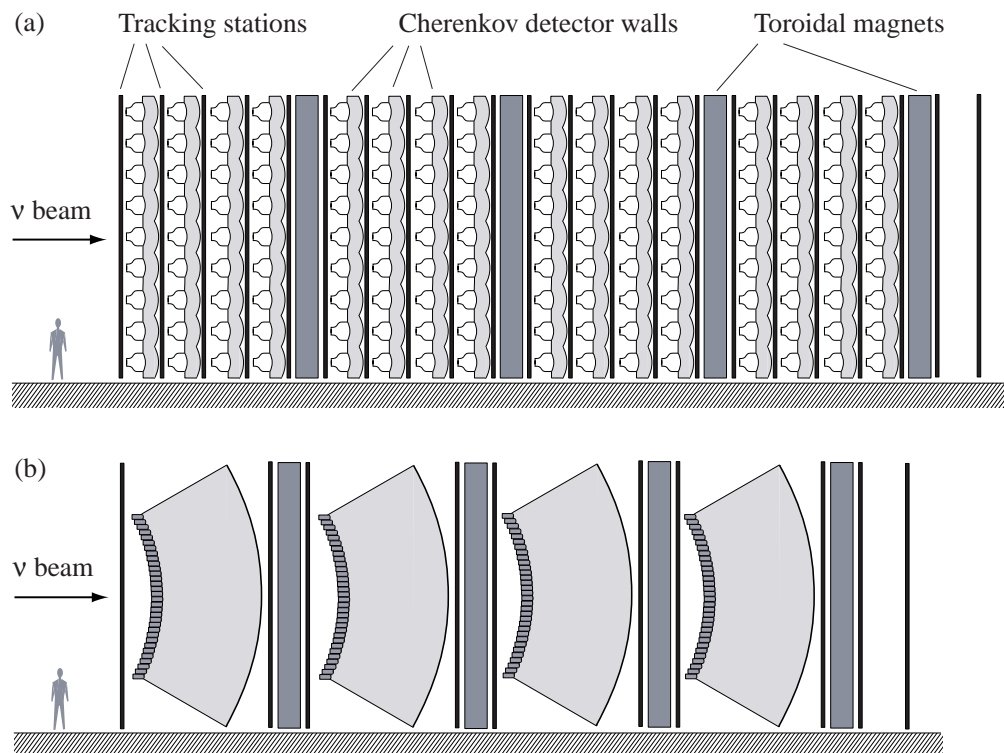 (a) Tracking stations Cherenkov detector walls Toroidal magnets
ν beam
(b)
ν beam